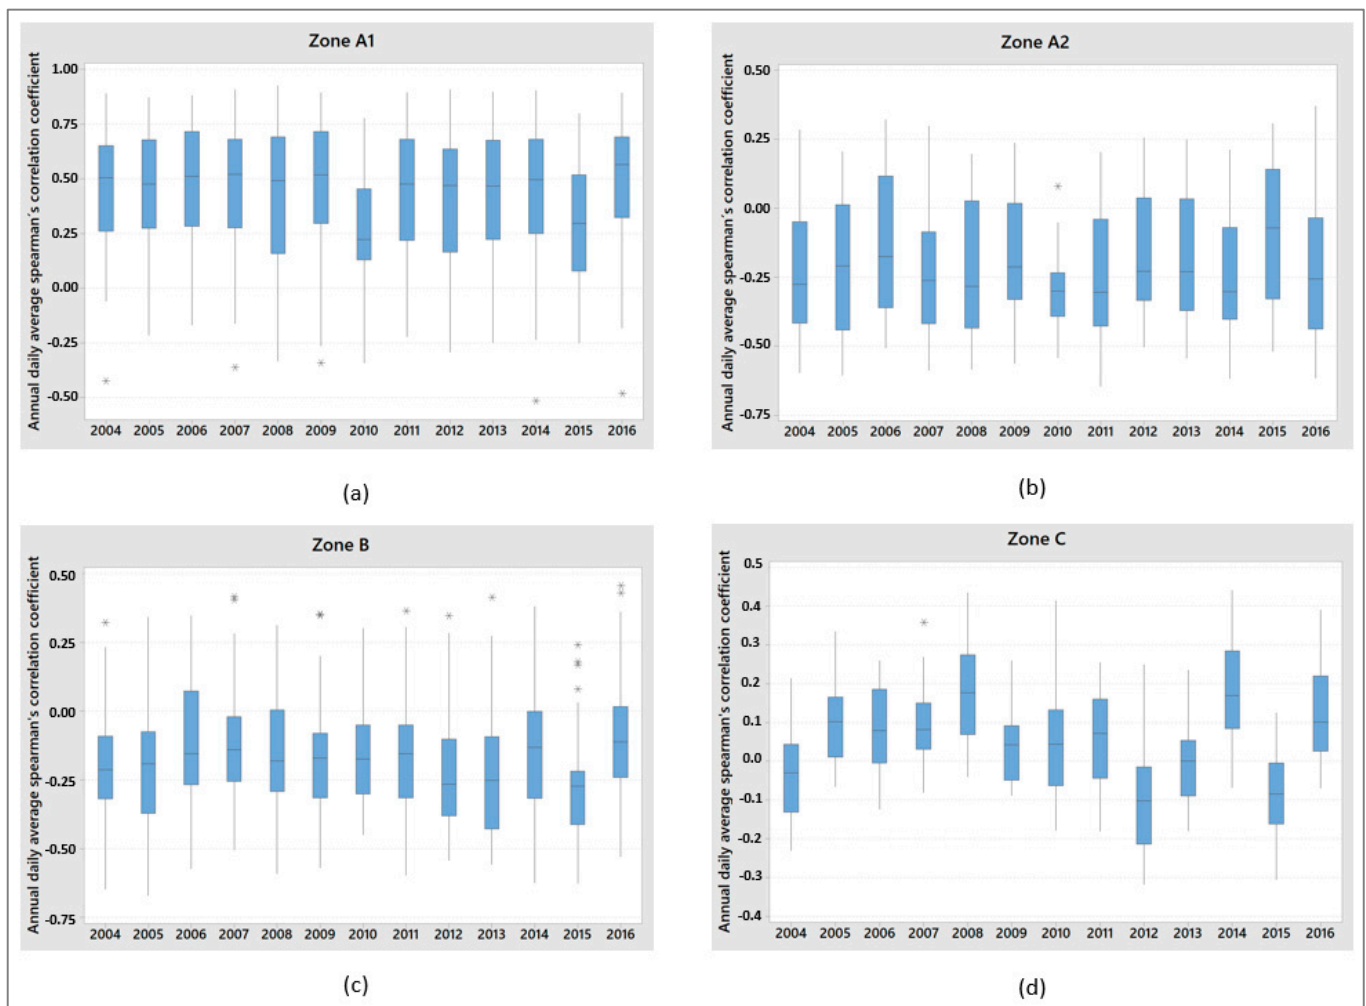 Zone A1
Annual daily average spearman´s correlation coefficient
1.00
0.75
0.50
0.25
0.00
-0.25
-0.50
2004 2005 2006 2007 2008 2009 2010 2011 2012 2013 2014 2015 2016
(a)
Zone A2
Annual daily average spearman´s correlation coefficient
0.50
0.25
0.00
-0.25
-0.50
-0.75
2004 2005 2006 2007 2008 2009 2010 2011 2012 2013 2014 2015 2016
(b)
Zone B
Annual daily average spearman's correlation coefficient
0.50
0.25
0.00
-0.25
-0.50
-0.75
2004 2005 2006 2007 2008 2009 2010 2011 2012 2013 2014 2015 2016
(c)
Zone C
Annual daily average spearman's correlation coefficient
0.5
0.4
0.3
0.2
0.1
0.0
-0.1
-0.2
-0.3
-0.4
2004 2005 2006 2007 2008 2009 2010 2011 2012 2013 2014 2015 2016
(d)